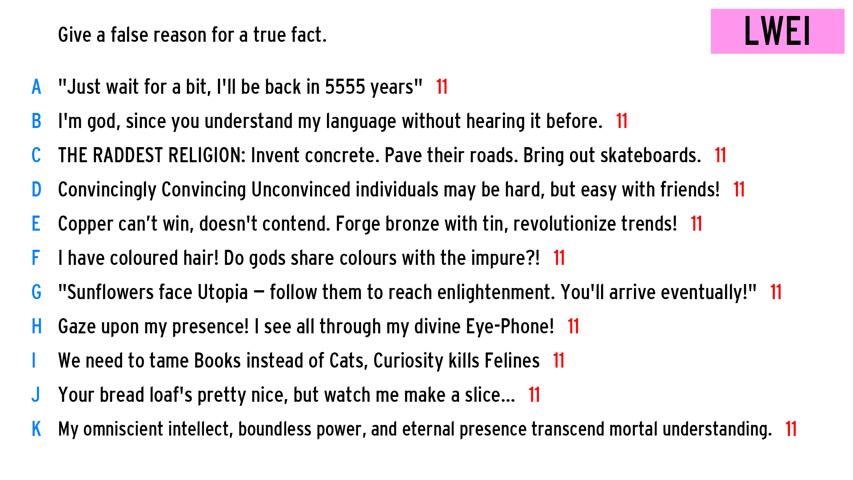 Give a false reason for a true fact.
LWEI
A "Just wait for a bit, I'll be back in 5555 years" 11
B I'm god, since you understand my language without hearing it before. 11
C THE RADDEST RELIGION: Invent concrete. Pave their roads. Bring out skateboards. 11
D Convincingly Convincing Unconvinced individuals may be hard, but easy with friends! 11
E Copper can’t win, doesn't contend. Forge bronze with tin, revolutionize trends! 11
F I have coloured hair! Do gods share colours with the impure?! 11
G "Sunflowers face Utopia – follow them to reach enlightenment. You'll arrive eventually!" 11
H Gaze upon my presence! I see all through my divine Eye-Phone! 11
I We need to tame Books instead of Cats, Curiosity kills Felines 11
J Your bread loaf's pretty nice, but watch me make a slice... 11
K My omniscient intellect, boundless power, and eternal presence transcend mortal understanding. 11